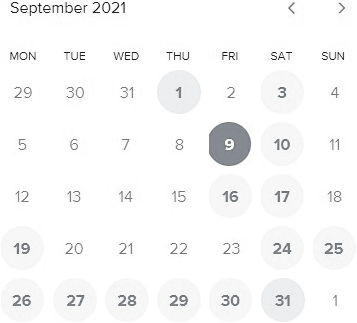 September 2021
MON TUE WED THU FRI SAT SUN
29 30 31 1 2 3 4
5 6 7 8 9 10 11
12 13 14 15 16 17 18
19 20 21 22 23 24 25
26 27 28 29 30 31 1